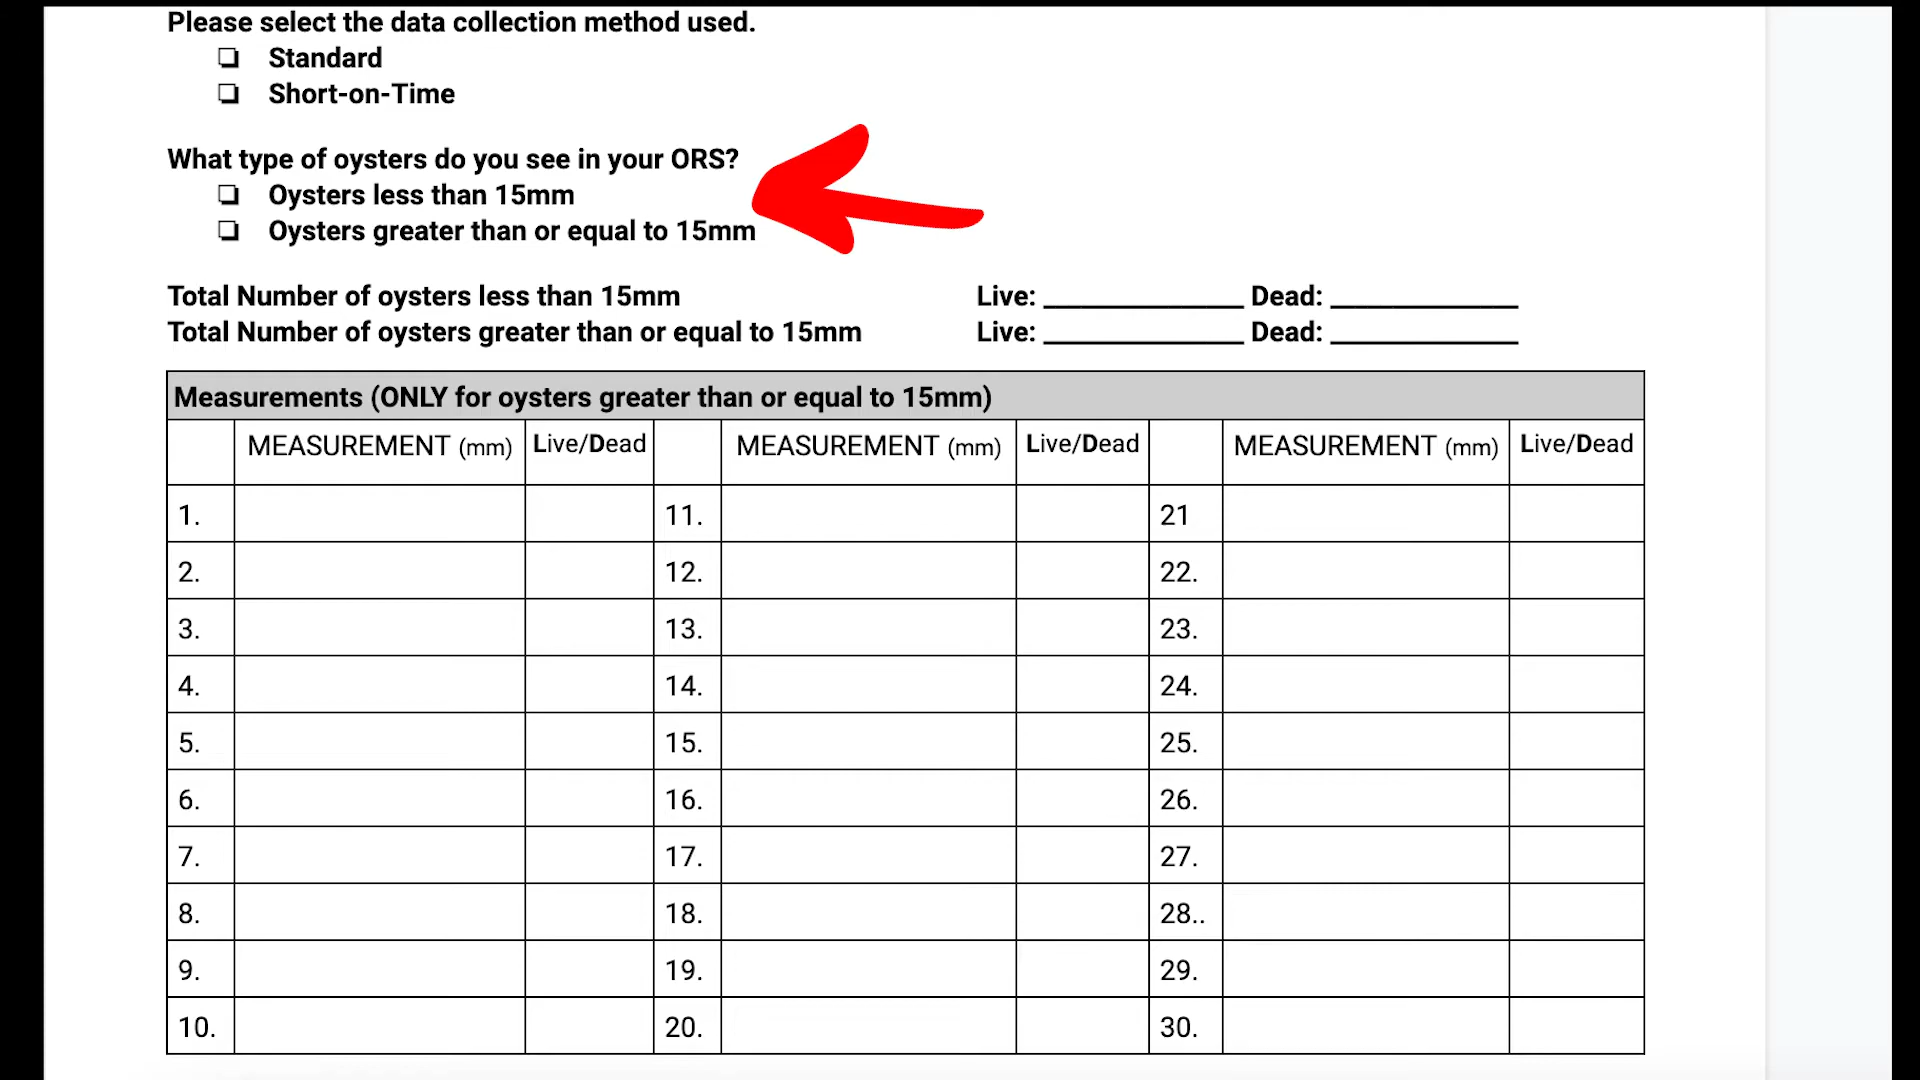 Please select the data collection method used.
❏ Standard
❏ Short-on-Time
What type of oysters do you see in your ORS?
❏ Oysters less than 15mm
❏ Oysters greater than or equal to 15mm
Total Number of oysters less than 15mm Live: ____________ Dead: ____________
Total Number of oysters greater than or equal to 15mm Live: ____________ Dead: ____________
Measurements (ONLY for oysters greater than or equal to 15mm)
MEASUREMENT (mm) Live/Dead MEASUREMENT (mm) Live/Dead MEASUREMENT (mm) Live/Dead
1. 11. 21
2. 12. 22.
3. 13. 23.
4. 14. 24.
5. 15. 25.
6. 16. 26.
7. 17. 27.
8. 18. 28..
9. 19. 29.
10. 20. 30.